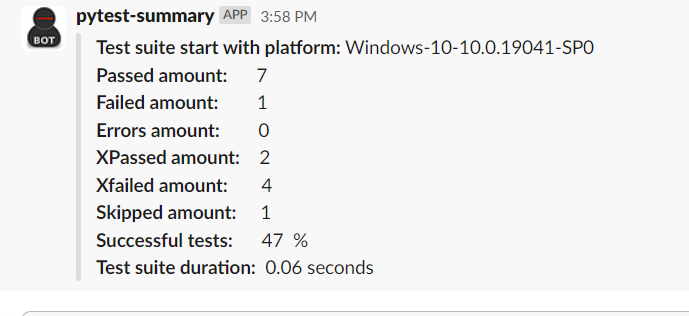 pytest-summary APP 3:58 PM
BOT
Test suite start with platform: Windows-10-10.0.19041-SP0
Passed amount: 7
Failed amount: 1
Errors amount: 0
XPassed amount: 2
Xfailed amount: 4
Skipped amount: 1
Successful tests: 47 %
Test suite duration: 0.06 seconds